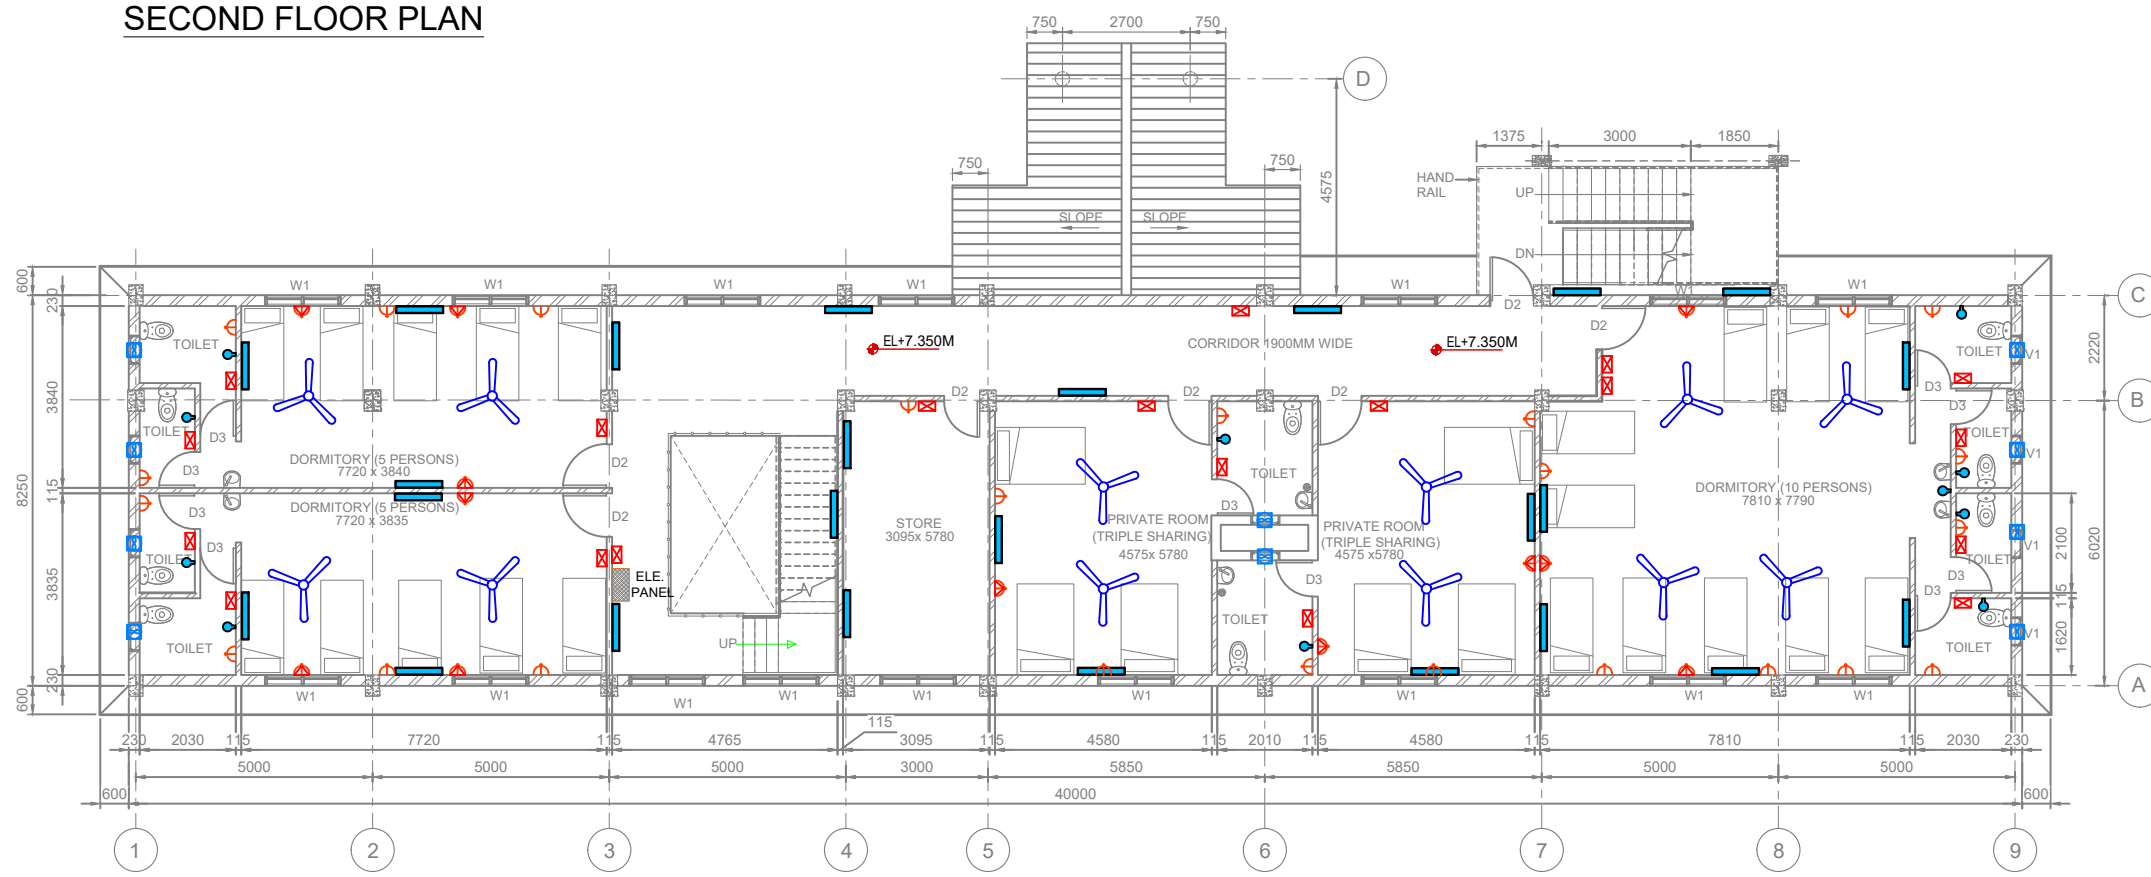 SECOND FLOOR PLAN
750
2700
750
D
750
750
4575
1375
3000
1850
HAND
RAIL
UP
DN
SLOPE
SLOPE
600
230
3840
115
3835
230
600
8250
W1
W1
W1
W1
W1
W1
W1
D2
D2
C
B
A
2220
6020
2100
115
1620
TOILET
TOILET
D3
D3
EL+7.350M
CORRIDOR 1900MM WIDE
EL+7.350M
TOILET
V1
D3
D3
TOILET
V1
D2
D2
D2
D2
DORMITORY (5 PERSONS)
7720 x 3840
DORMITORY (5 PERSONS)
7720 x 3835
D2
D3
D3
TOILET
TOILET
ELE.
PANEL
UP
STORE
3095x 5780
TOILET
D3
PRIVATE ROOM
(TRIPLE SHARING)
4575x 5780
PRIVATE ROOM
(TRIPLE SHARING)
4575 x5780
D3
TOILET
DORMITORY (10 PERSONS)
7810 x 7790
V1
TOILET
D3
D3
V1
TOILET
W1
W1
W1
W1
W1
W1
W1
W1
W1
230
2030
115
7720
115
4765
115
3095
115
4580
115
2010
115
4580
115
7810
115
2030
230
5000
5000
5000
3000
5850
5850
5000
5000
600
40000
600
1
2
3
4
5
6
7
8
9